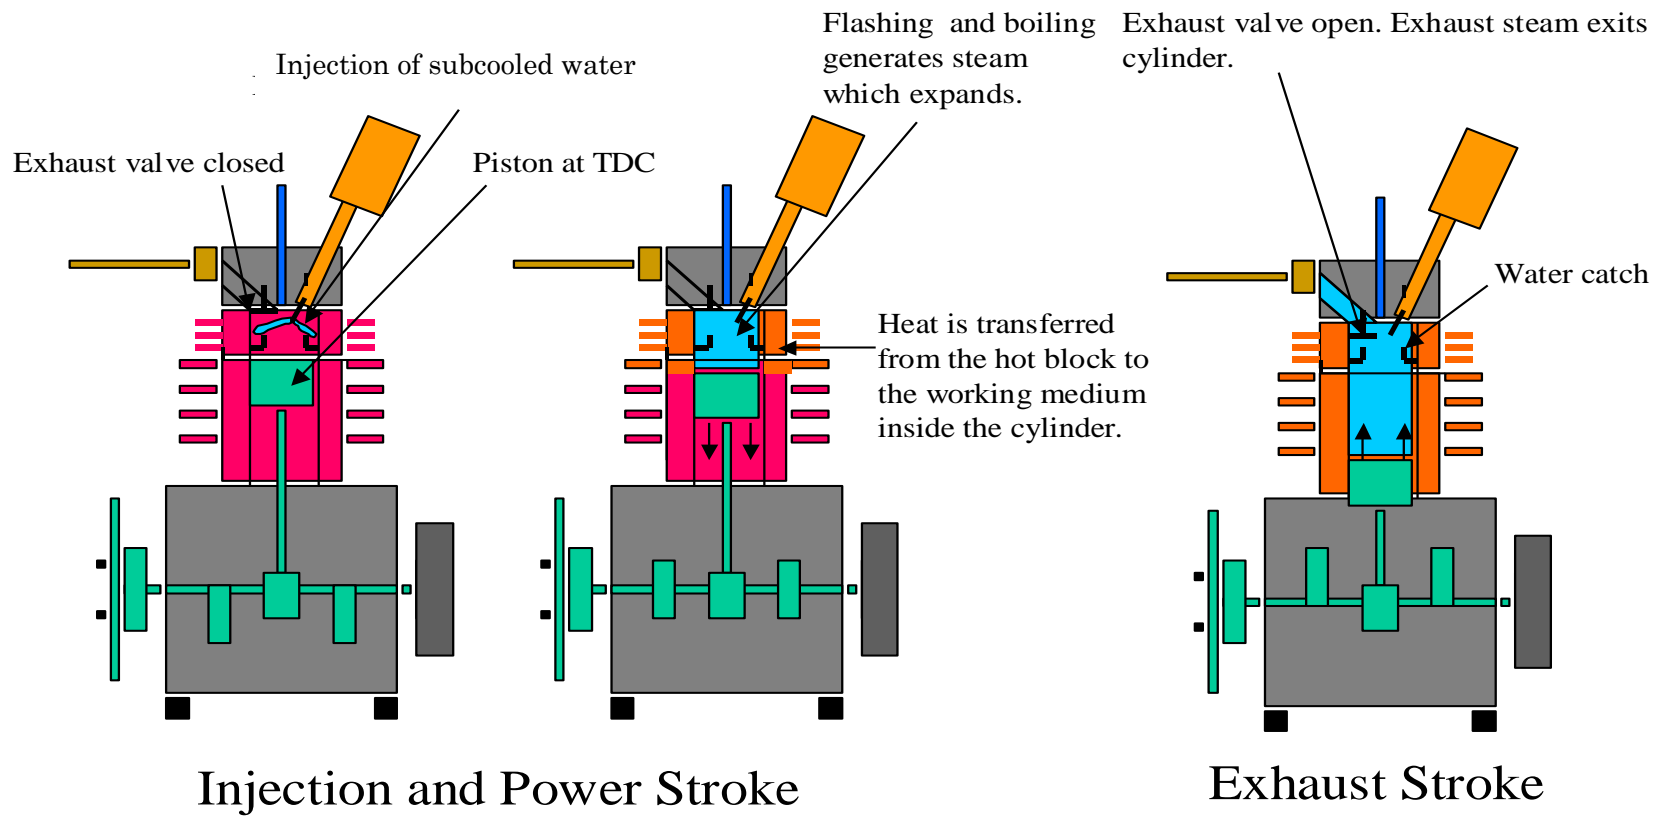 Injection of subcooled water
Exhaust valve closed
Piston at TDC
Flashing and boiling
generates steam
which expands.
Heat is transferred
from the hot block to
the working medium
inside the cylinder.
Exhaust valve open. Exhaust steam exits
cylinder.
Water catch
Injection and Power Stroke
Exhaust Stroke